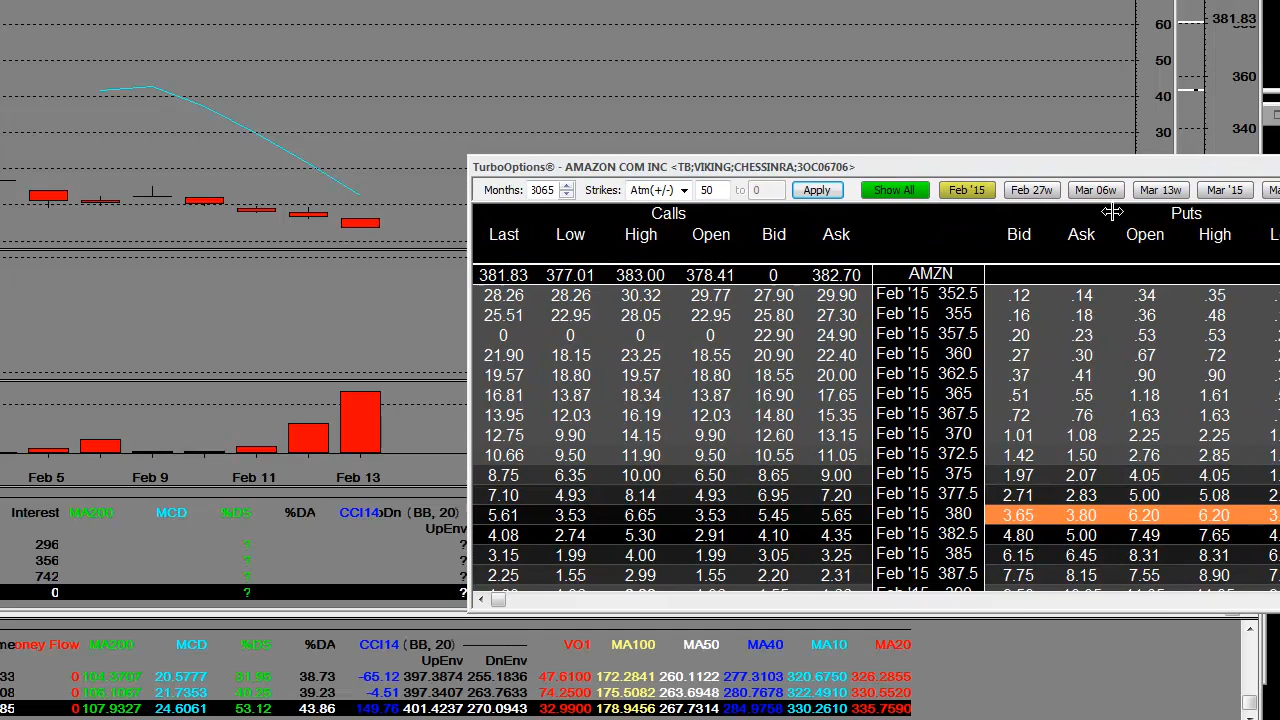 60
381.83
50
360
40
30
340
TurboOptions® - AMAZON COM INC <TB;VIKING;CHESSINRA;3OC06706>
Months: 3065 Strikes: Atm(+/-) 50 to 0 Apply Show All Feb '15 Feb 27w Mar 06w Mar 13w Mar '15
Calls Puts
Last Low High Open Bid Ask Bid Ask Open High
381.83 377.01 383.00 378.41 0 382.70 AMZN
28.26 28.26 30.32 29.77 27.90 29.90 Feb '15 352.5 .12 .14 .34 .35
25.51 22.95 28.05 22.95 25.80 27.30 Feb '15 355 .16 .18 .36 .48
0 0 0 0 22.90 24.90 Feb '15 357.5 .20 .23 .53 .53
21.90 18.15 23.25 18.55 20.90 22.40 Feb '15 360 .27 .30 .67 .72
19.57 18.80 19.57 18.80 18.55 20.00 Feb '15 362.5 .37 .41 .90 .90
16.81 13.87 18.34 13.87 16.90 17.65 Feb '15 365 .51 .55 1.18 1.61
13.95 12.03 16.19 12.03 14.80 15.35 Feb '15 367.5 .72 .76 1.63 1.63
12.75 9.90 14.15 9.90 12.60 13.15 Feb '15 370 1.01 1.08 2.25 2.25
10.66 9.50 11.90 9.50 10.55 11.05 Feb '15 372.5 1.42 1.50 2.76 2.85
8.75 6.35 10.00 6.50 8.65 9.00 Feb '15 375 1.97 2.07 4.05 4.05
7.10 4.93 8.14 4.93 6.95 7.20 Feb '15 377.5 2.71 2.83 5.00 5.08
5.61 3.53 6.65 3.53 5.45 5.65 Feb '15 380 3.65 3.80 6.20 6.20
4.08 2.74 5.30 2.91 4.10 4.35 Feb '15 382.5 4.80 5.00 7.49 7.65
3.15 1.99 4.00 1.99 3.05 3.25 Feb '15 385 6.15 6.45 8.31 8.31
2.25 1.55 2.99 1.55 2.20 2.31 Feb '15 387.5 7.75 8.15 7.55 8.90
Feb 5 Feb 9 Feb 11 Feb 13
Interest MA200 MCD %DS %DA CCI14 Dn ( BB, 20)
UpEnv
296 ? ?
356 ? ?
742 ? ?
0 ? ?
oney Flow MA200 MCD %DS %DA CCI14 ( BB, 20) VO1 MA100 MA50 MA40 MA10 MA20
UpEnv DnEnv
33 0 104.2707 20.5777 31.95 38.73 -65.12 397.3874 255.1836 47.6100 172.2841 260.1122 277.3103 320.6750 326.2855
08 0 21.7353 39.23 -4.51 397.3407 263.7633 74.2500 175.5082 263.6948 280.7678 322.4910 330.5520
85 0 107.9327 24.6061 53.12 43.86 149.76 401.4237 270.0943 32.9900 178.9456 267.7314 284.9758 330.2610 335.7590